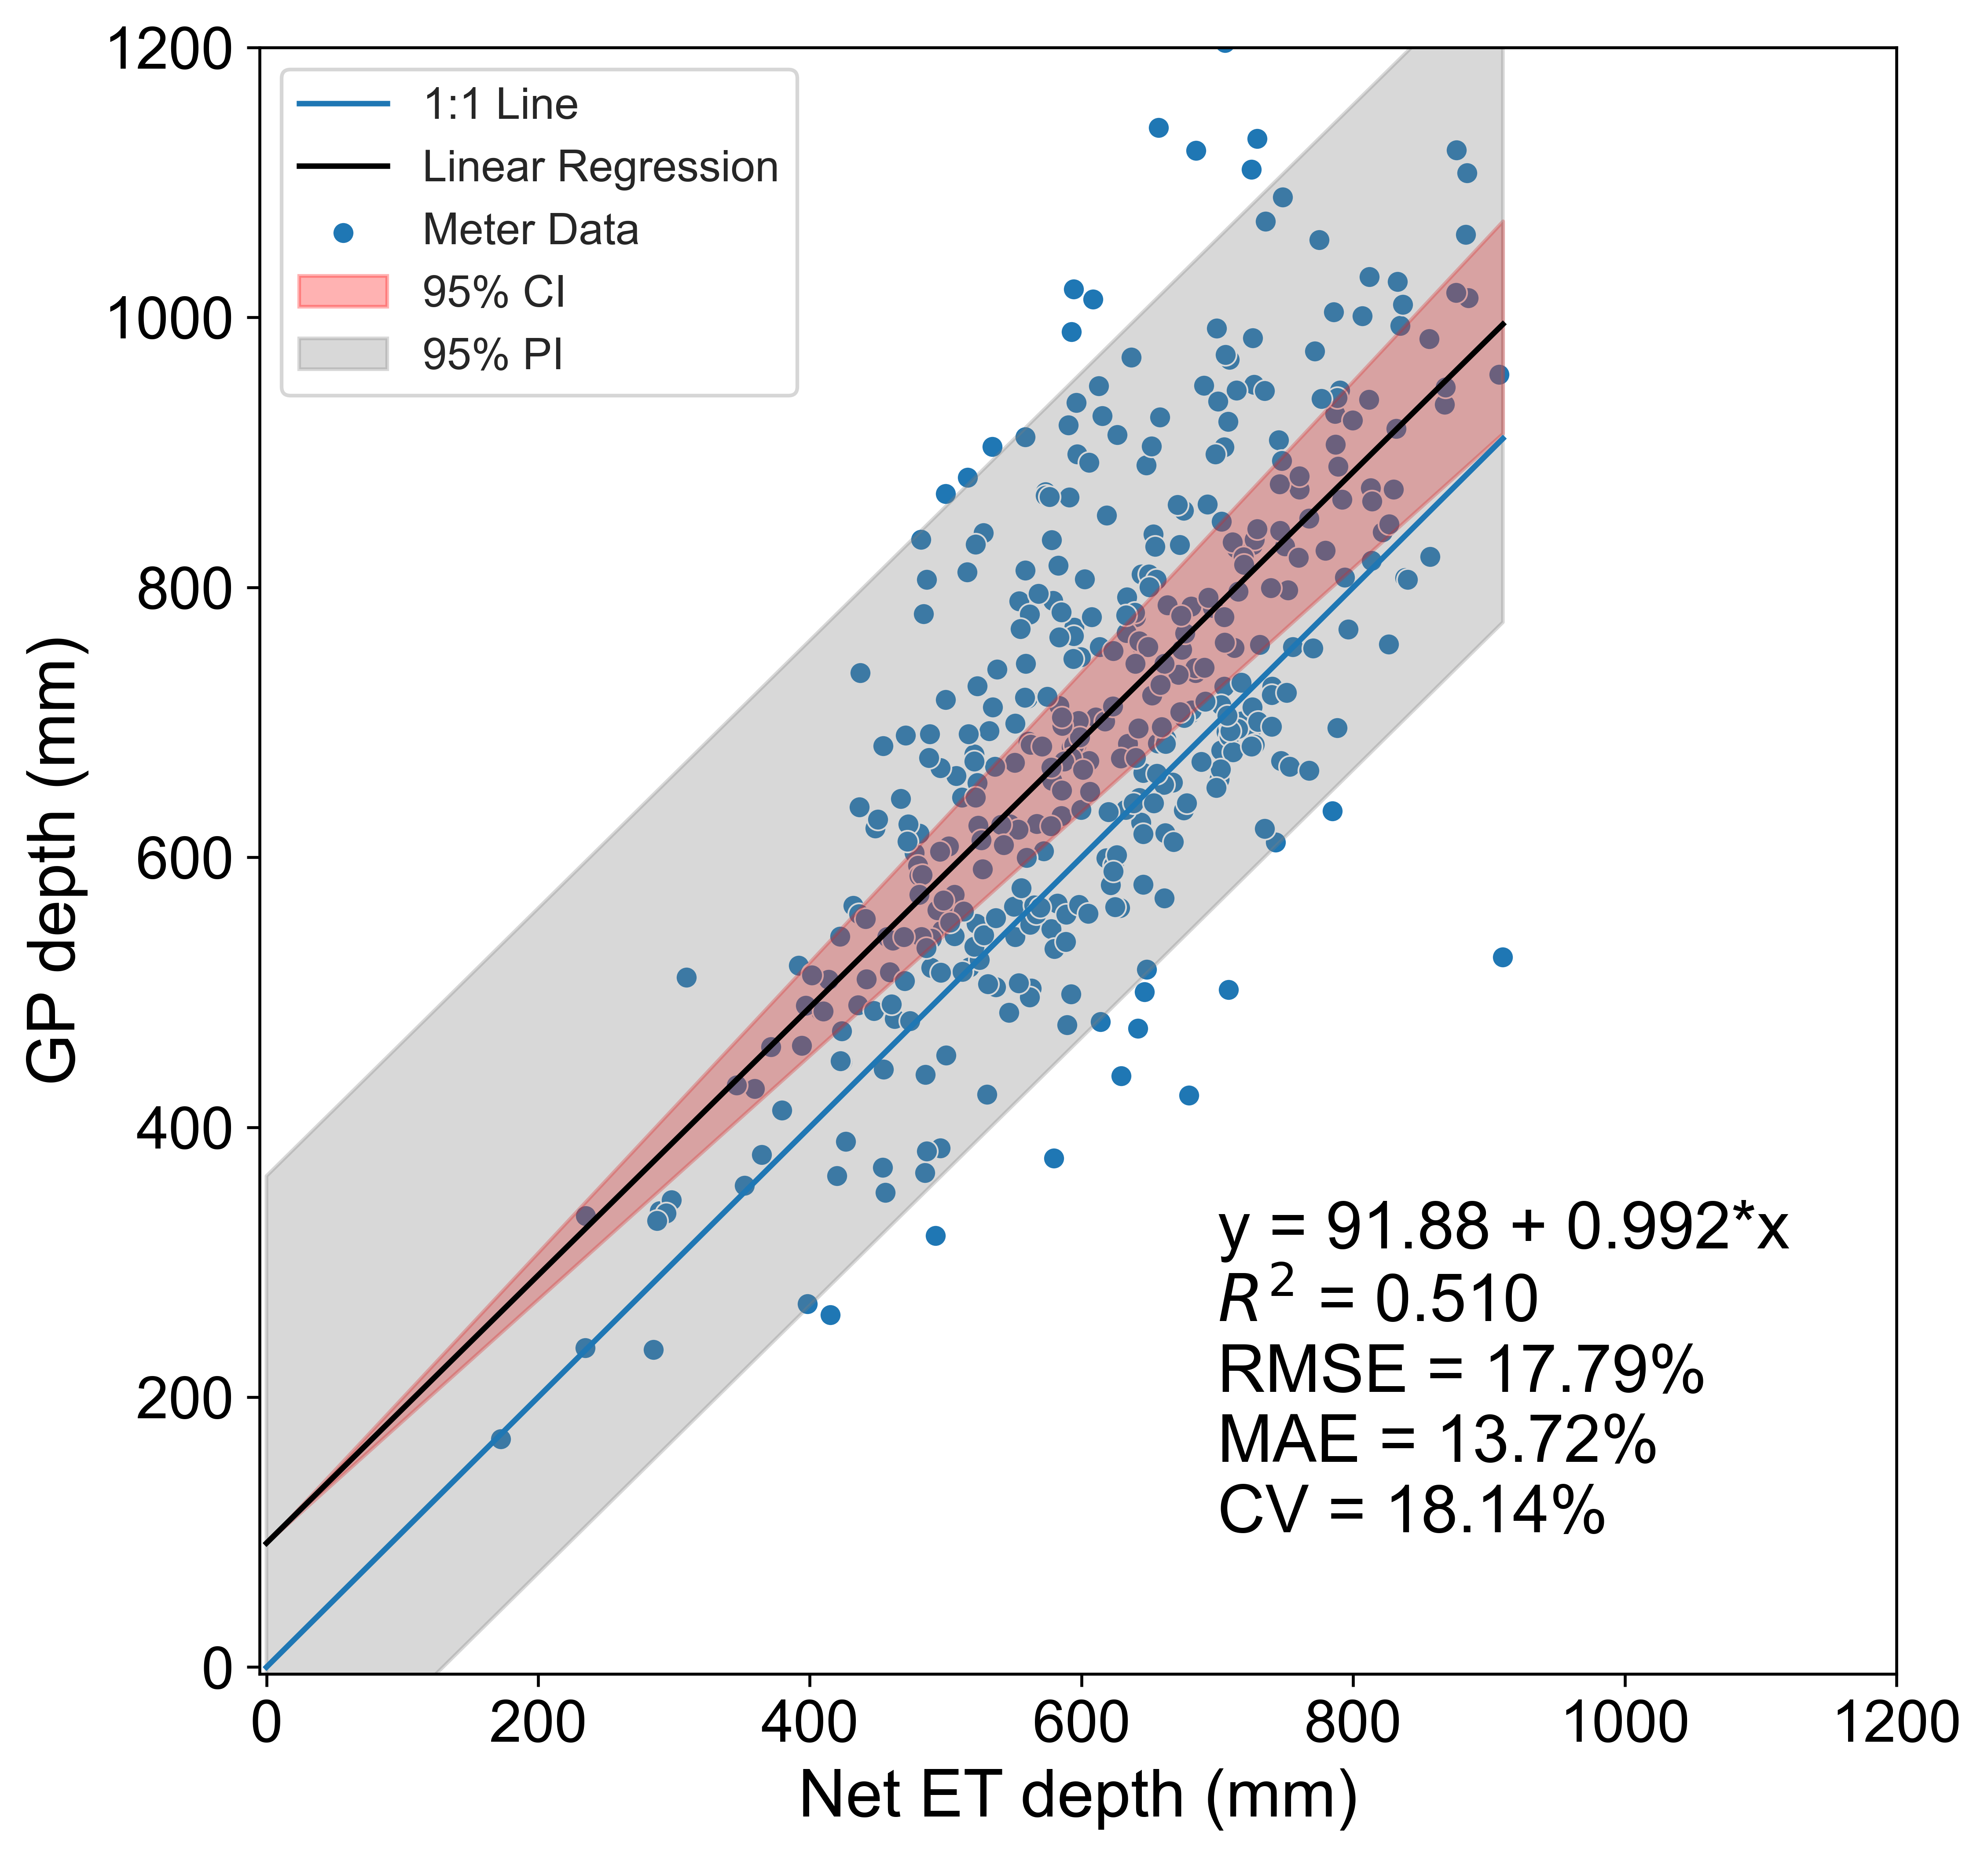 1:1 Line
Linear Regression
Meter Data
95% CI
95% PI
1200
1000
800
600
400
200
0
GP depth (mm)
y = 91.88 + 0.992*x
R² = 0.510
RMSE = 17.79%
MAE = 13.72%
CV = 18.14%
0 200 400 600 800 1000 1200
Net ET depth (mm)